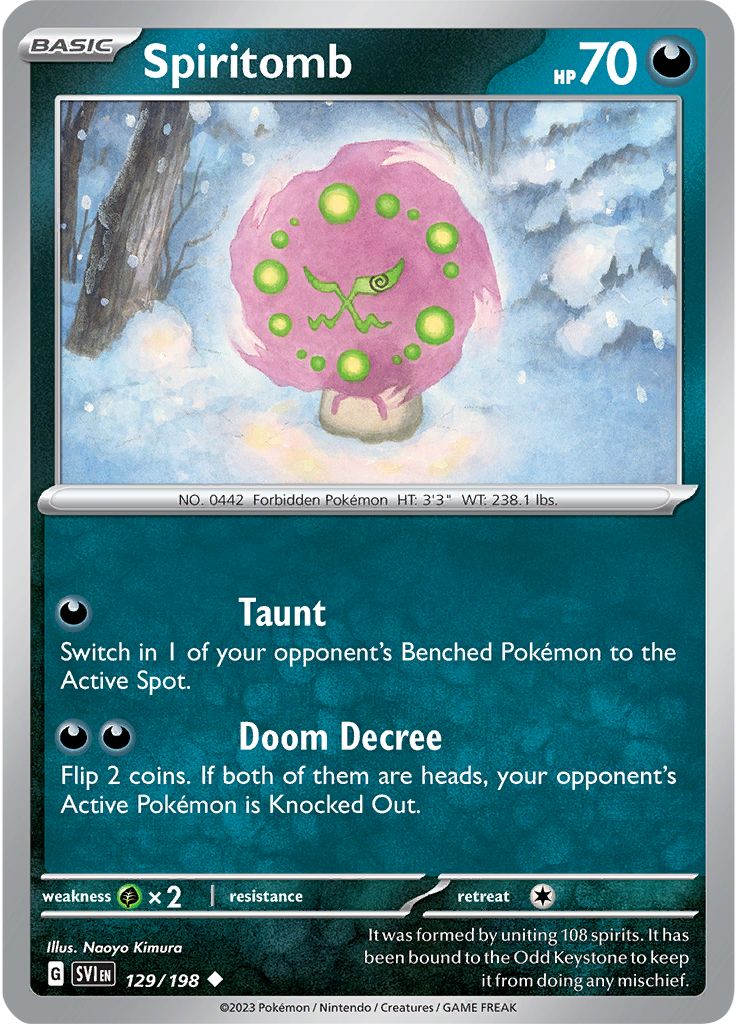 BASIC
Spiritomb
HP 70
NO. 0442 Forbidden Pokémon HT: 3'3" WT: 238.1 lbs.
Taunt
Switch in 1 of your opponent's Benched Pokémon to the
Active Spot.
Doom Decree
Flip 2 coins. If both of them are heads, your opponent's
Active Pokémon is Knocked Out.
weakness ×2 resistance retreat
Illus. Naoyo Kimura
G SVI EN 129/198
It was formed by uniting 108 spirits. It has
been bound to the Odd Keystone to keep
it from doing any mischief.
©2023 Pokémon / Nintendo / Creatures / GAME FREAK